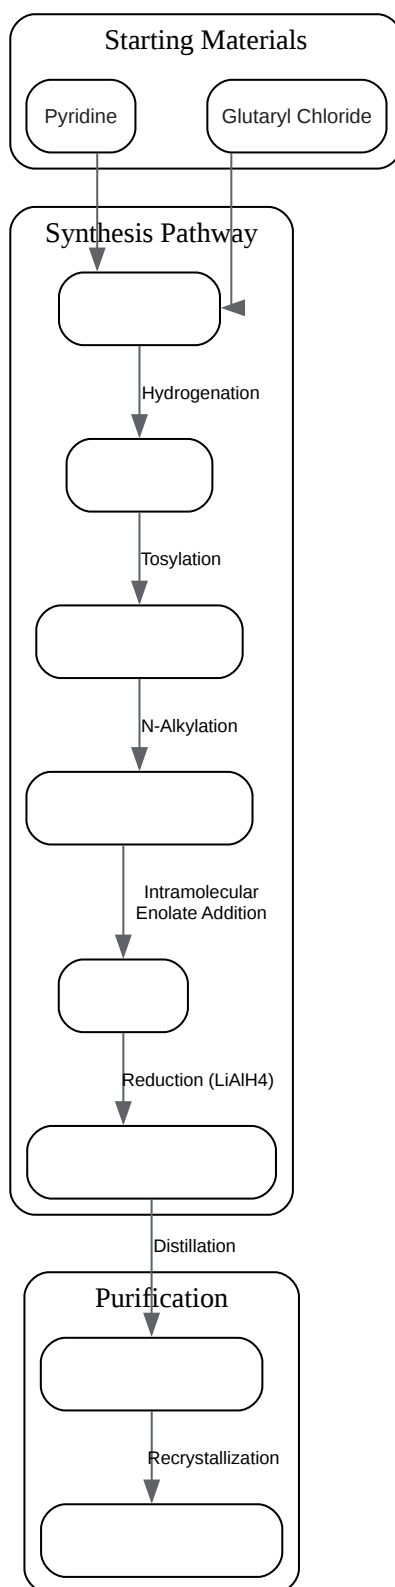 Starting Materials
Pyridine
Glutaryl Chloride
Synthesis Pathway
Hydrogenation
Tosylation
N-Alkylation
Intramolecular
Enolate Addition
Reduction (LiAlH4)
Distillation
Purification
Recrystallization